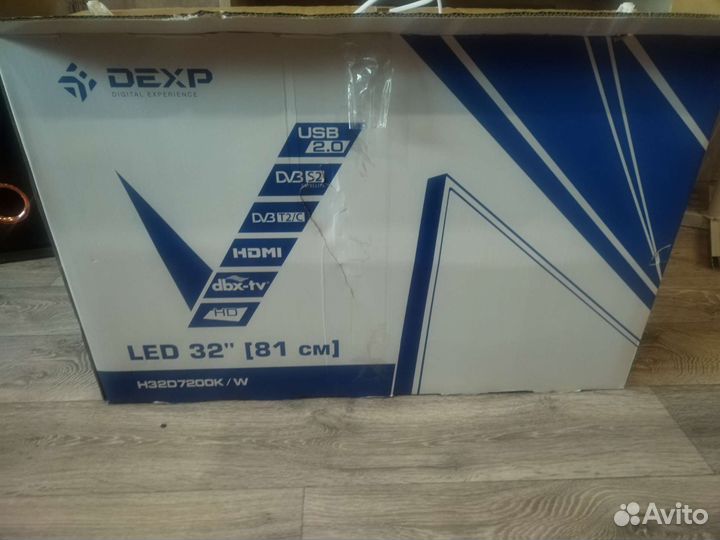 DEXP
DIGITAL EXPERIENCE
USB
2.0
DVB S2
DVB T2/C
HDMI
dbx-tv
HD
LED 32" [81 см]
H32D7200K / W
Avito